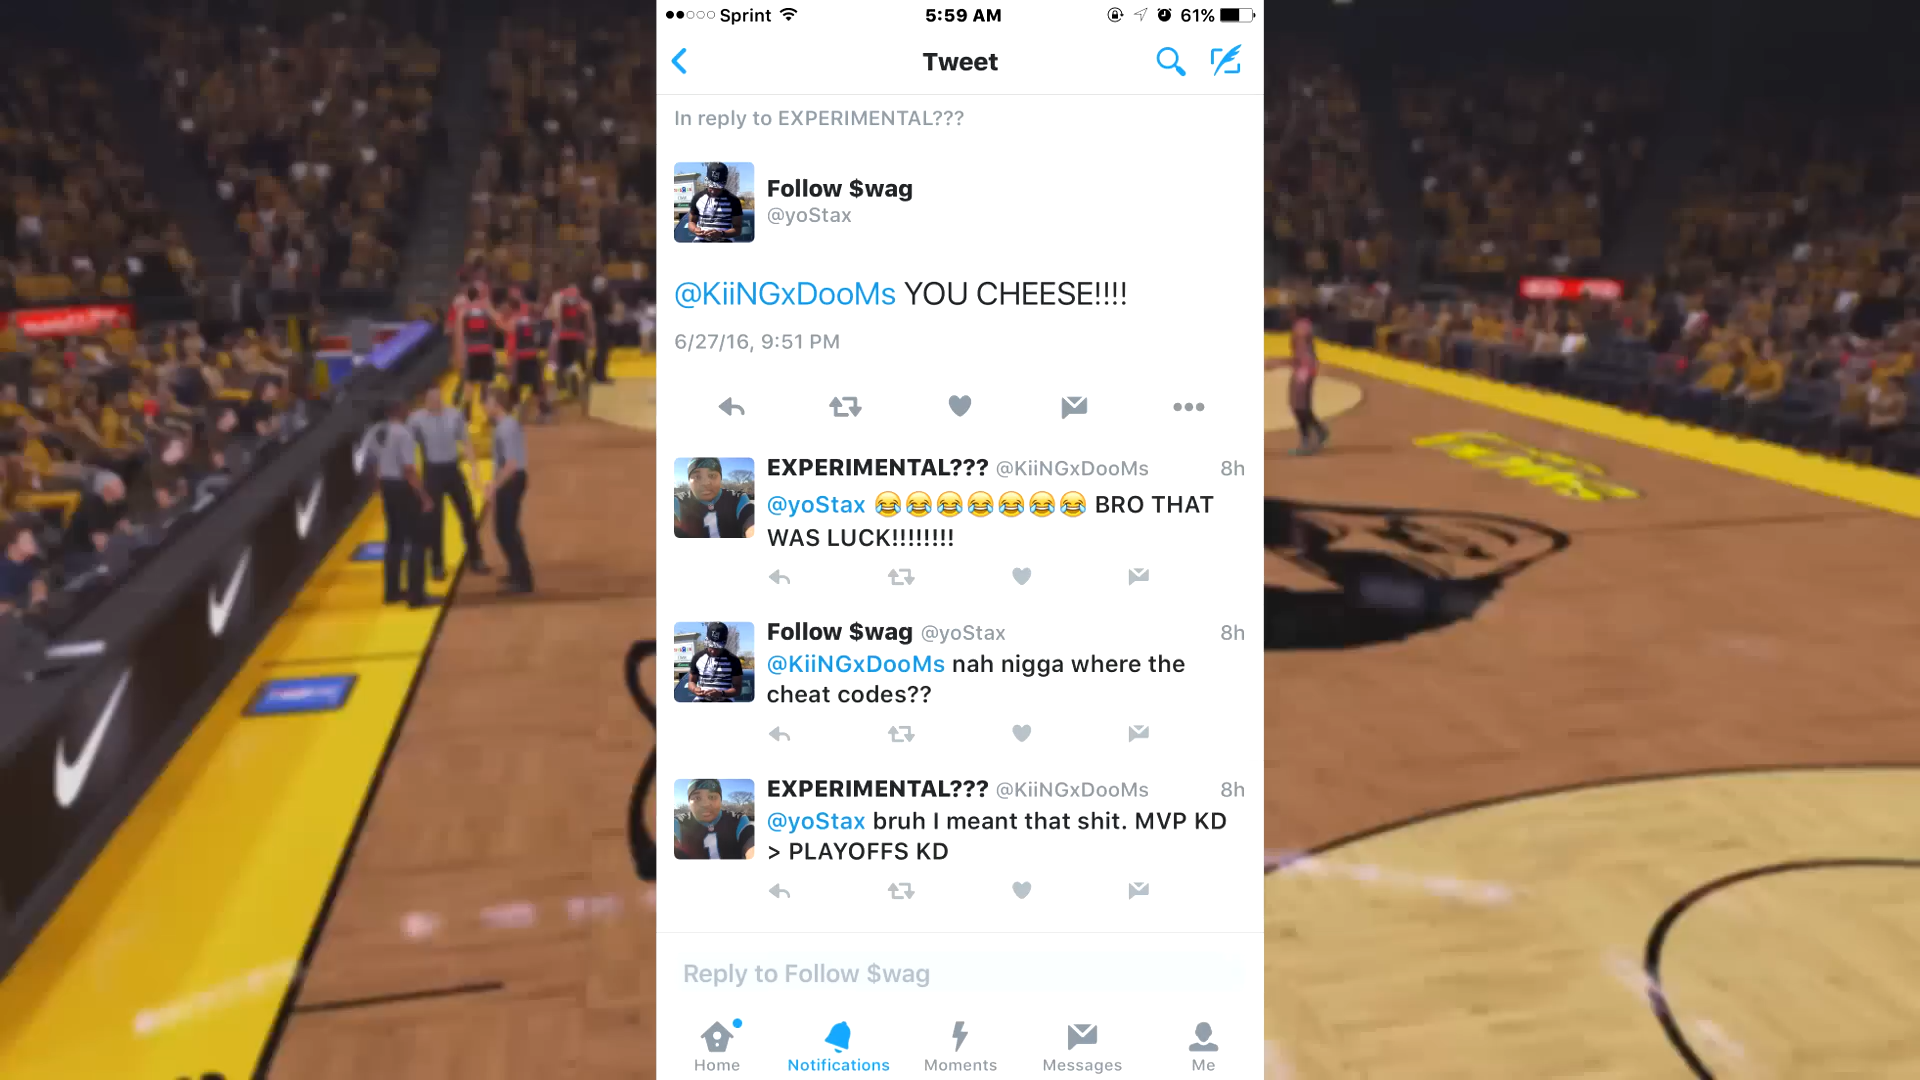 Sprint 5:59 AM 61%
Tweet
In reply to EXPERIMENTAL???
Follow $wag
@yoStax
@KiiNGxDooMs YOU CHEESE!!!!
6/27/16, 9:51 PM
EXPERIMENTAL??? @KiiNGxDooMs 8h
@yoStax 😂😂😂😂😂😂😂 BRO THAT
WAS LUCK!!!!!!!!
Follow $wag @yoStax 8h
@KiiNGxDooMs nah nigga where the
cheat codes??
EXPERIMENTAL??? @KiiNGxDooMs 8h
@yoStax bruh I meant that shit. MVP KD
> PLAYOFFS KD
Reply to Follow $wag
Home Notifications Moments Messages Me